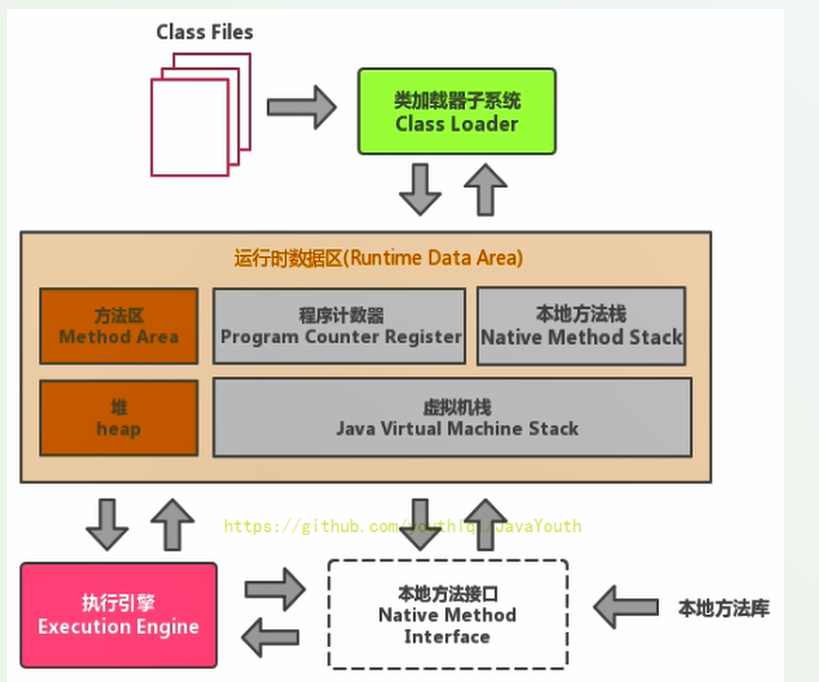 Class Files
类加载器子系统
Class Loader
运行时数据区(Runtime Data Area)
方法区
Method Area
程序计数器
Program Counter Register
本地方法栈
Native Method Stack
堆
heap
虚拟机栈
Java Virtual Machine Stack
https://github.com/youthlql/JavaYouth
执行引擎
Execution Engine
本地方法接口
Native Method
Interface
本地方法库